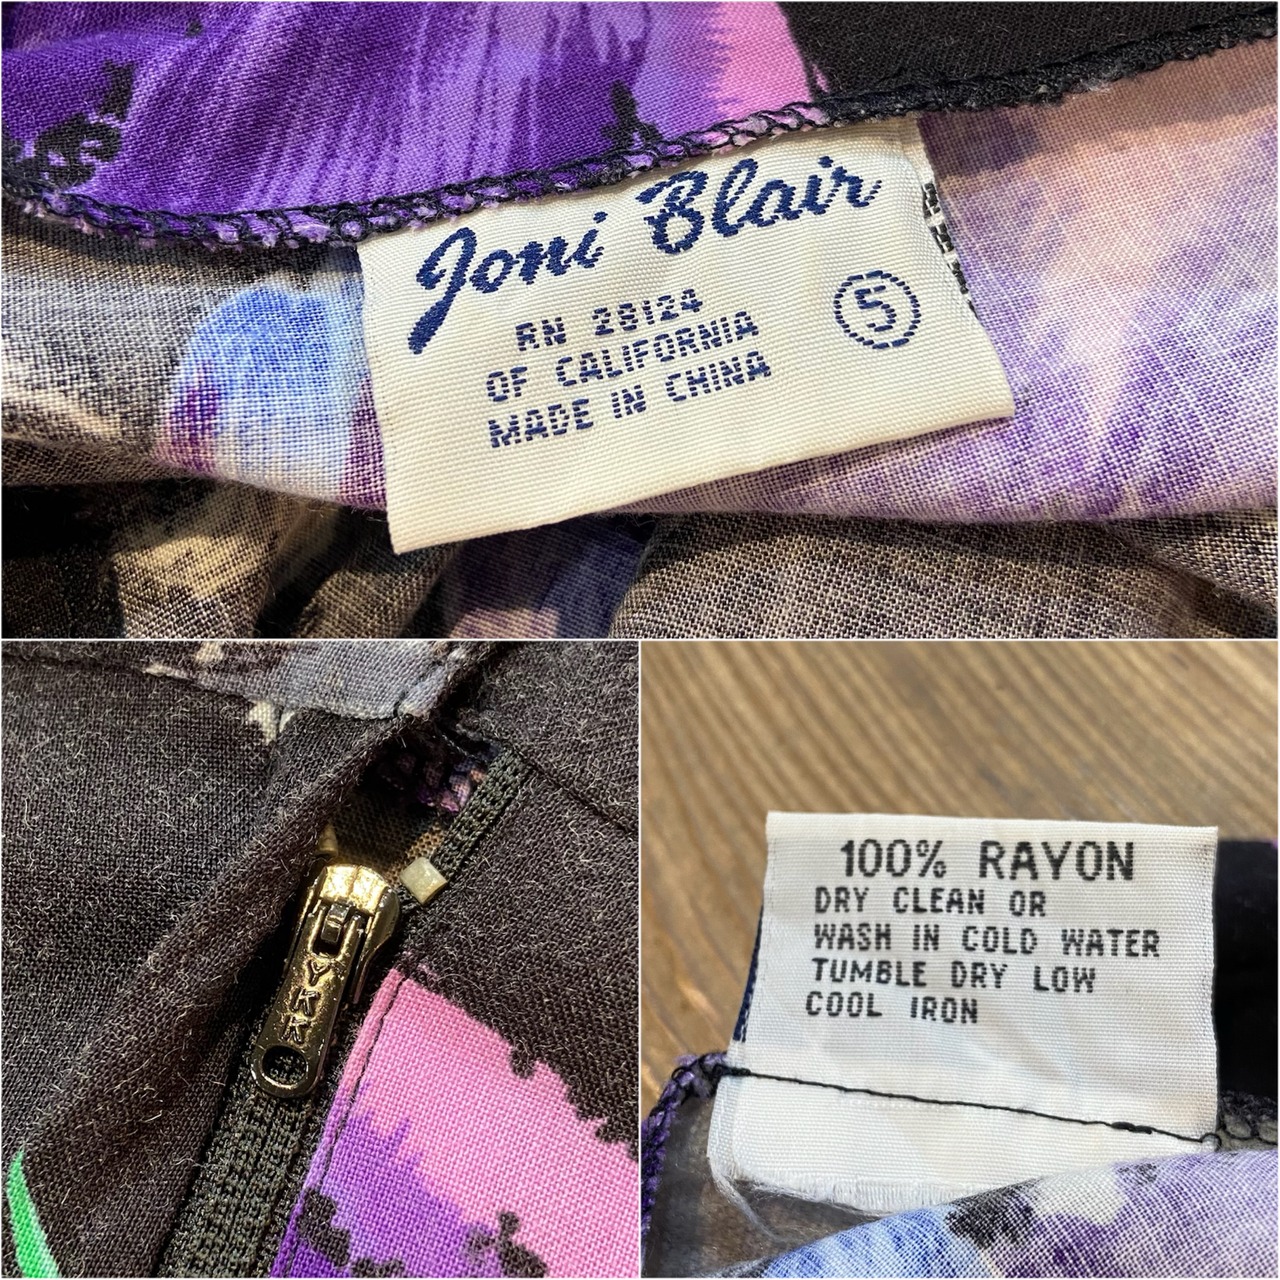 Joni Blair
RN 28124
OF CALIFORNIA
MADE IN CHINA
5
YKK
100% RAYON
DRY CLEAN OR
WASH IN COLD WATER
TUMBLE DRY LOW
COOL IRON